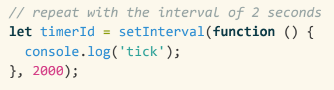 // repeat with the interval of 2 seconds
let timerId = setInterval(function () {
  console.log('tick');
}, 2000);